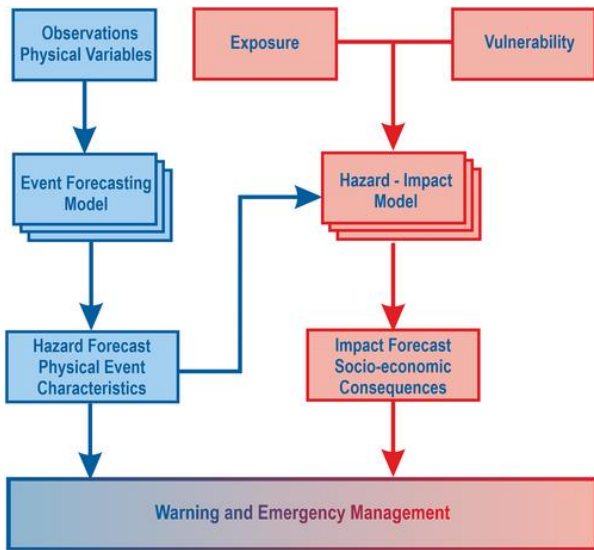 Observations
Physical Variables
Exposure
Vulnerability
Event Forecasting
Model
Hazard - Impact
Model
Hazard Forecast
Physical Event
Characteristics
Impact Forecast
Socio-economic
Consequences
Warning and Emergency Management